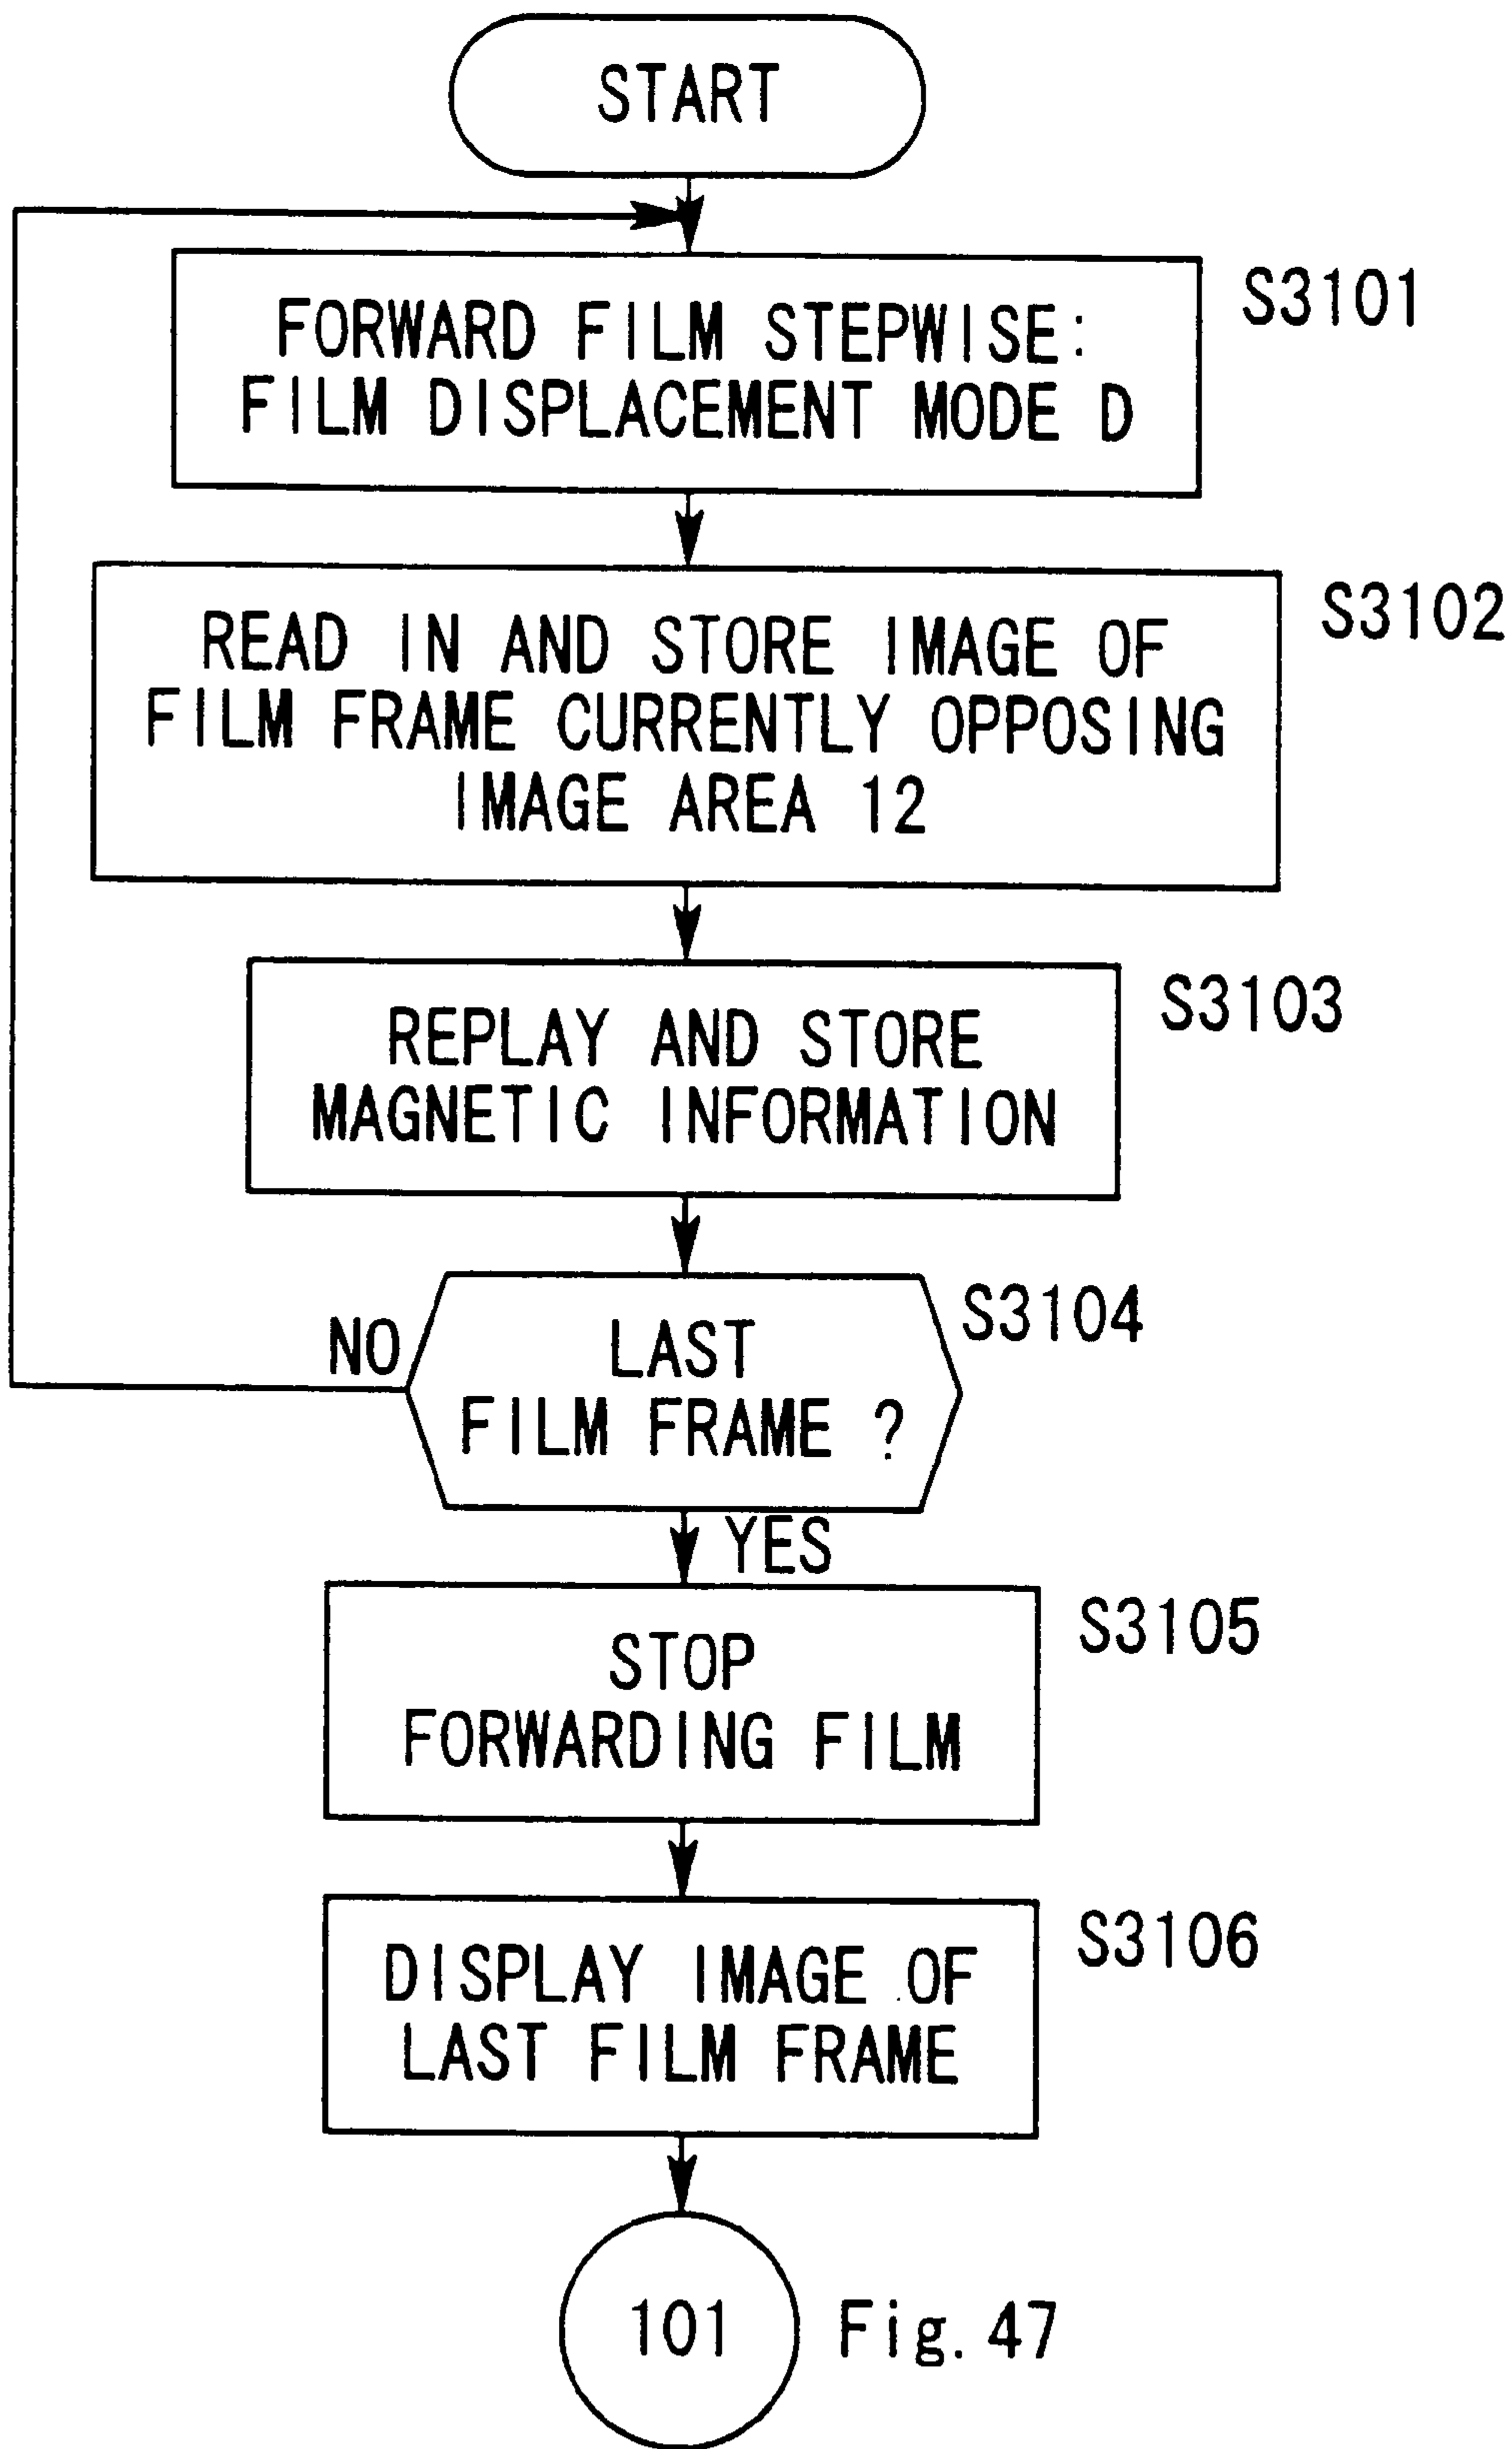 START
FORWARD FILM STEPWISE:
FILM DISPLACEMENT MODE D
S3101
READ IN AND STORE IMAGE OF
FILM FRAME CURRENTLY OPPOSING
IMAGE AREA 12
S3102
REPLAY AND STORE
MAGNETIC INFORMATION
S3103
LAST
FILM FRAME ?
S3104
NO
YES
STOP
FORWARDING FILM
S3105
DISPLAY IMAGE OF
LAST FILM FRAME
S3106
101
Fig. 47